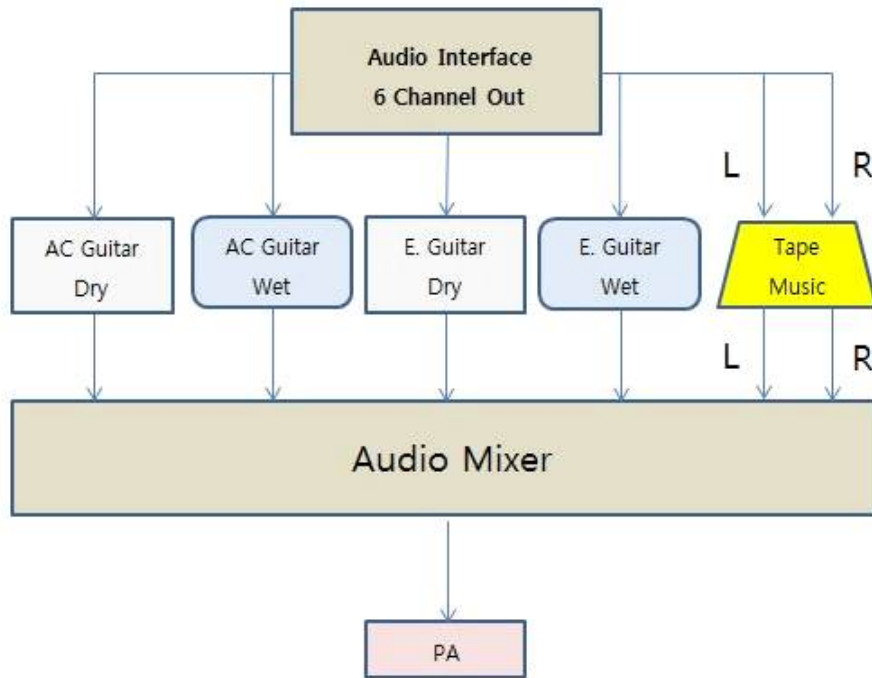 Audio Interface
6 Channel Out
L
R
AC Guitar
Dry
AC Guitar
Wet
E. Guitar
Dry
E. Guitar
Wet
Tape
Music
L
R
Audio Mixer
PA